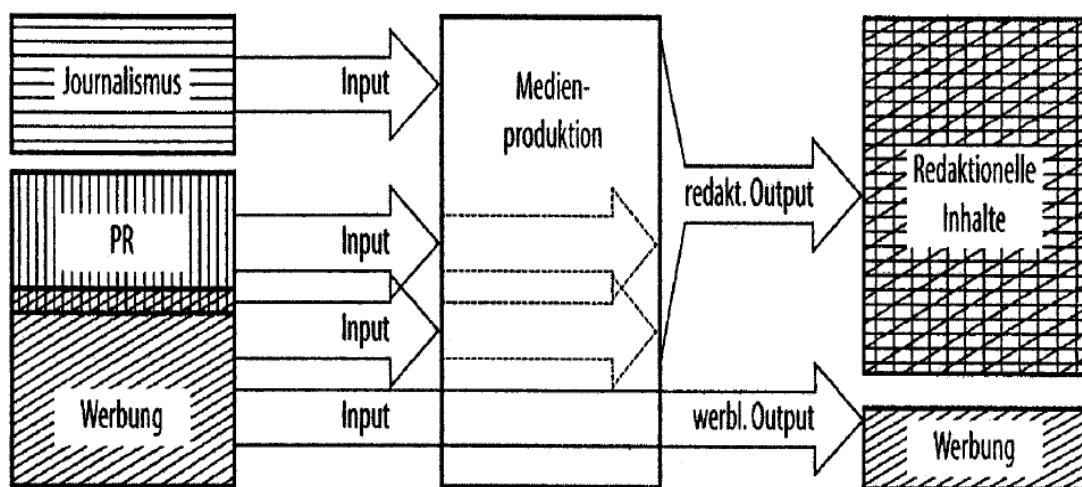 Journalismus
Input
Medien-
produktion
PR
Input
redakt. Output
Redaktionelle
Inhalte
Input
Werbung
Input
werbl. Output
Werbung